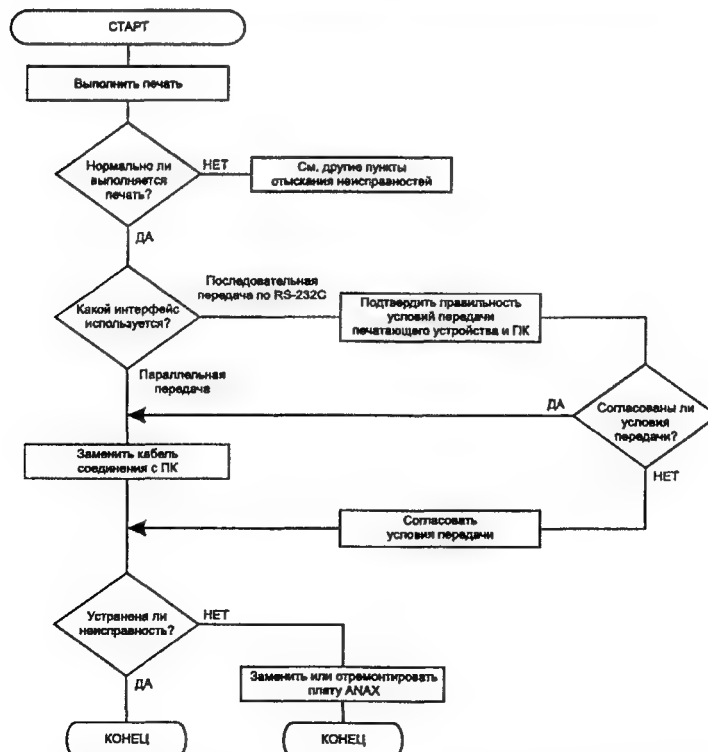 СТАРТ
Выполнить печать
Нормально ли
выполняется
печать?
НЕТ
См. другие пункты
отыскания неисправностей
ДА
Какой интерфейс
используется?
Последовательная
передача по RS-232C
Подтвердить правильность
условий передачи
печатающего устройства и ПК
Параллельная
передача
ДА
Согласованы ли
условия
передачи?
НЕТ
Заменить кабель
соединения с ПК
Согласовать
условия передачи
Устранена ли
неисправность?
НЕТ
ДА
Заменить или отремонтировать
плату ANAX
КОНЕЦ
КОНЕЦ